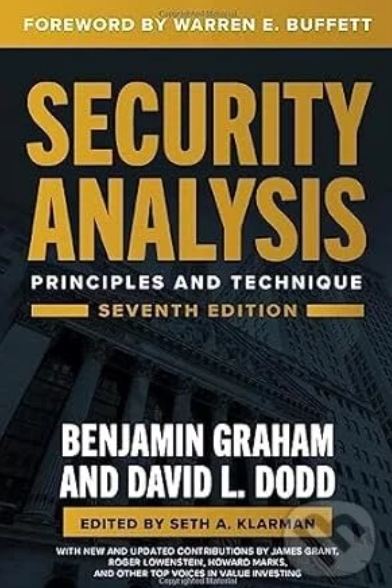 FOREWORD BY WARREN E. BUFFETT
SECURITY
ANALYSIS
PRINCIPLES AND TECHNIQUE
SEVENTH EDITION
BENJAMIN GRAHAM
AND DAVID L. DODD
EDITED BY SETH A. KLARMAN
WITH NEW AND UPDATED CONTRIBUTIONS BY JAMES GRANT,
ROGER LOWENSTEIN, HOWARD MARKS,
AND OTHER TOP VOICES IN VALUE INVESTING